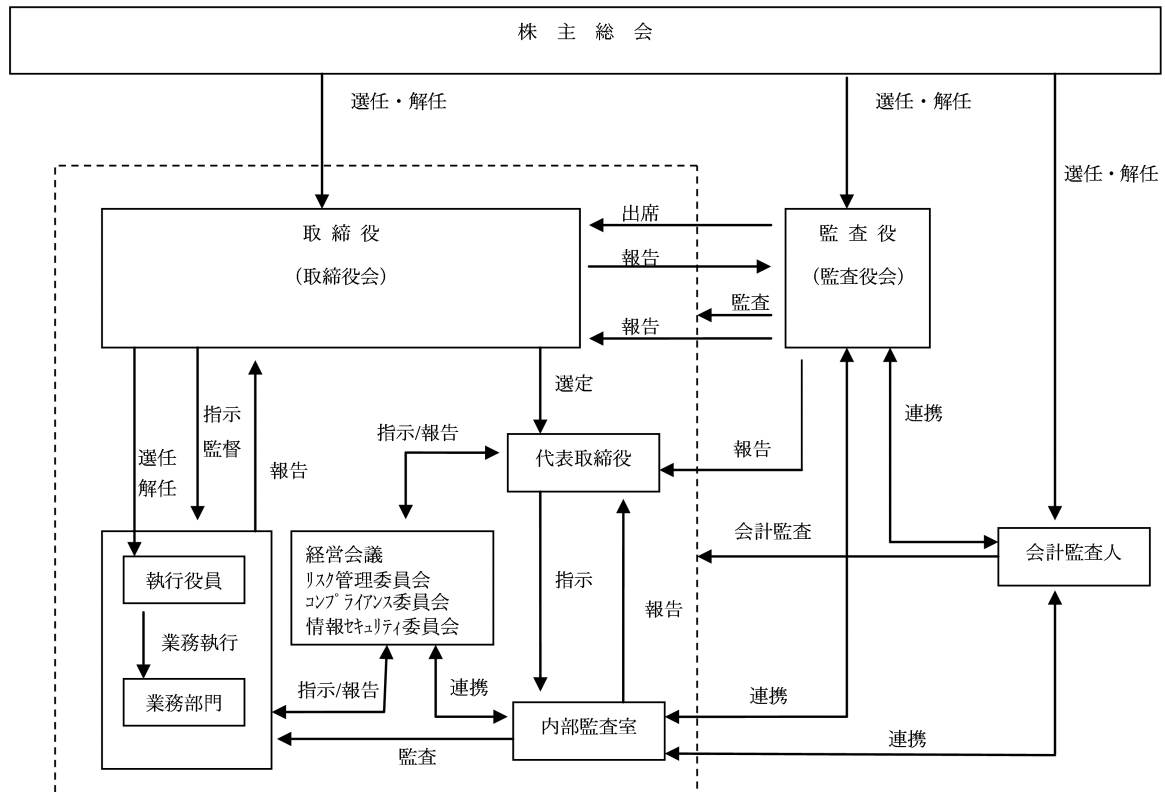 株 主 総 会
選任・解任
選任・解任
選任・解任
取 締 役
(取締役会)
出席
報告
監査
報告
監 査 役
(監査役会)
選任
解任
指示
監督
報告
選定
指示/報告
代表取締役
報告
連携
会計監査
会計監査人
執行役員
業務執行
業務部門
経営会議
ﾘｽｸ管理委員会
ｺﾝﾌﾟﾗｲｱﾝｽ委員会
情報ｾｷｭﾘﾃｨ委員会
指示
報告
指示/報告
連携
内部監査室
監査
連携
連携